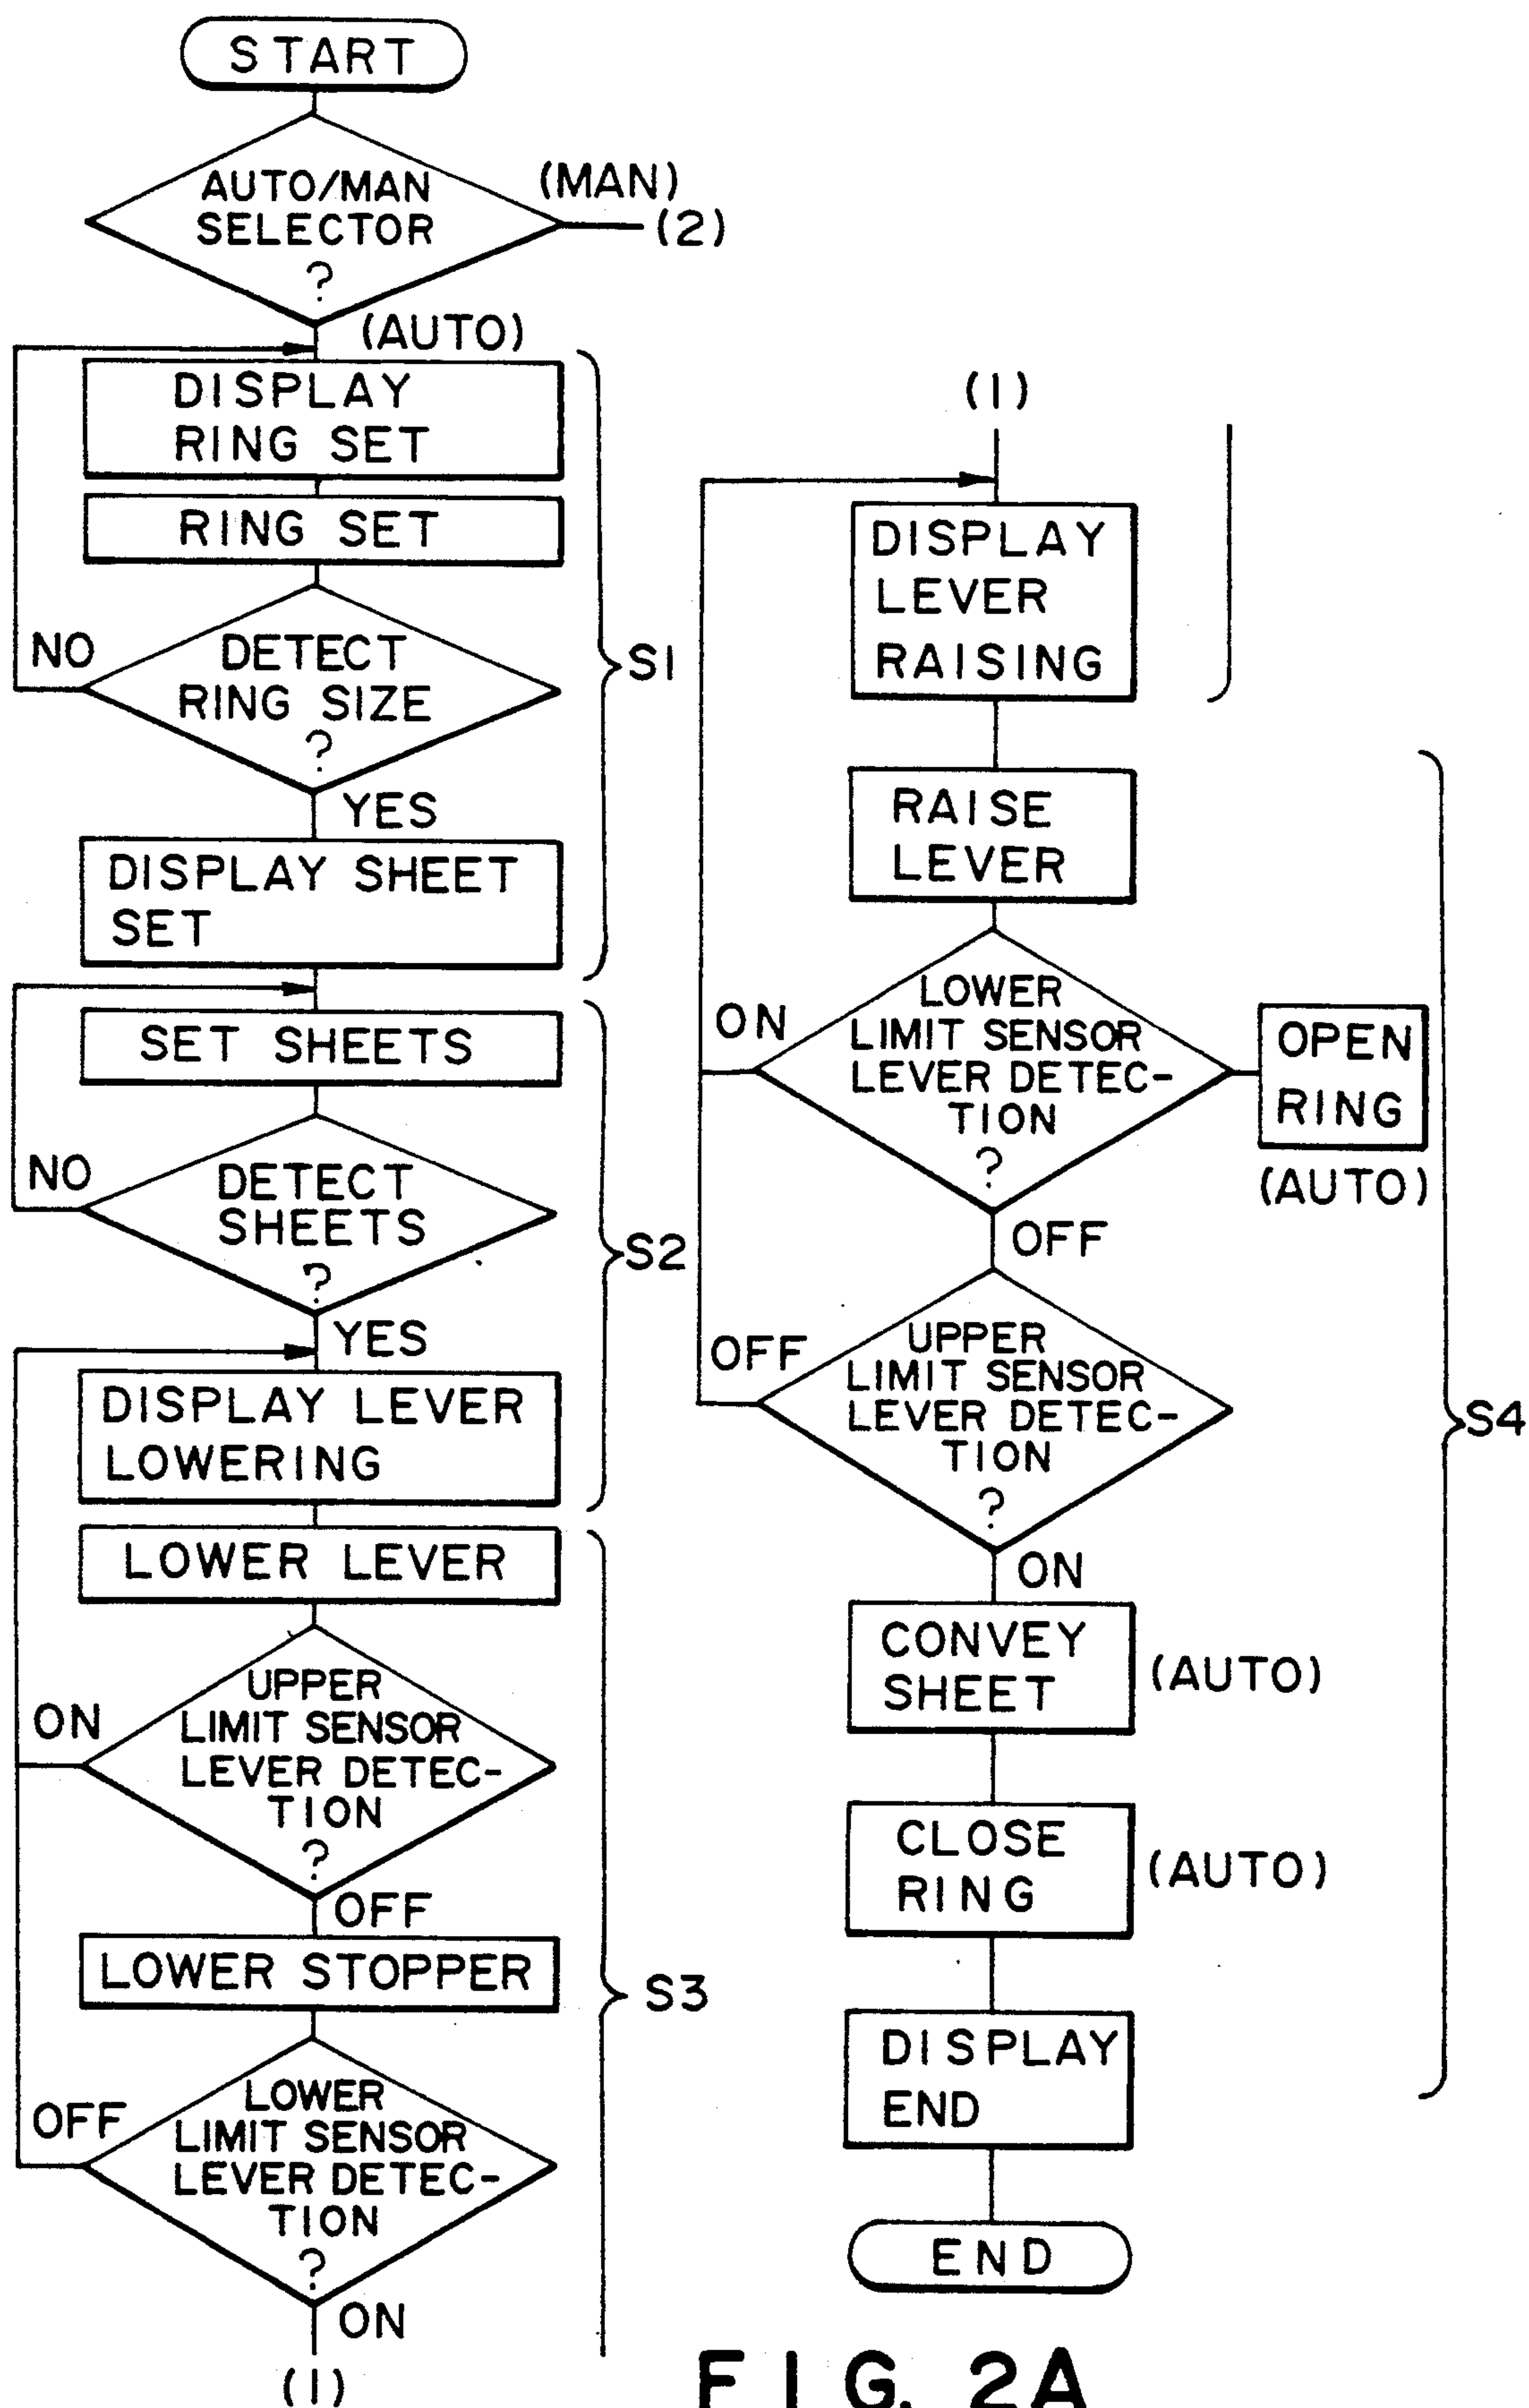 START
AUTO/MAN
SELECTOR
?
(MAN)
(2)
(AUTO)
DISPLAY
RING SET
RING SET
DETECT
RING SIZE
?
NO
YES
DISPLAY SHEET
SET
S1
SET SHEETS
DETECT
SHEETS
?
NO
YES
DISPLAY LEVER
LOWERING
S2
LOWER LEVER
UPPER
LIMIT SENSOR
LEVER DETEC-
TION
?
ON
OFF
LOWER STOPPER
LOWER
LIMIT SENSOR
LEVER DETEC-
TION
?
OFF
ON
(1)
S3
(1)
DISPLAY
LEVER
RAISING
RAISE
LEVER
LOWER
LIMIT SENSOR
LEVER DETEC-
TION
?
ON
OPEN
RING
(AUTO)
OFF
UPPER
LIMIT SENSOR
LEVER DETEC-
TION
?
OFF
ON
CONVEY
SHEET
(AUTO)
CLOSE
RING
(AUTO)
DISPLAY
END
S4
END
FIG. 2A